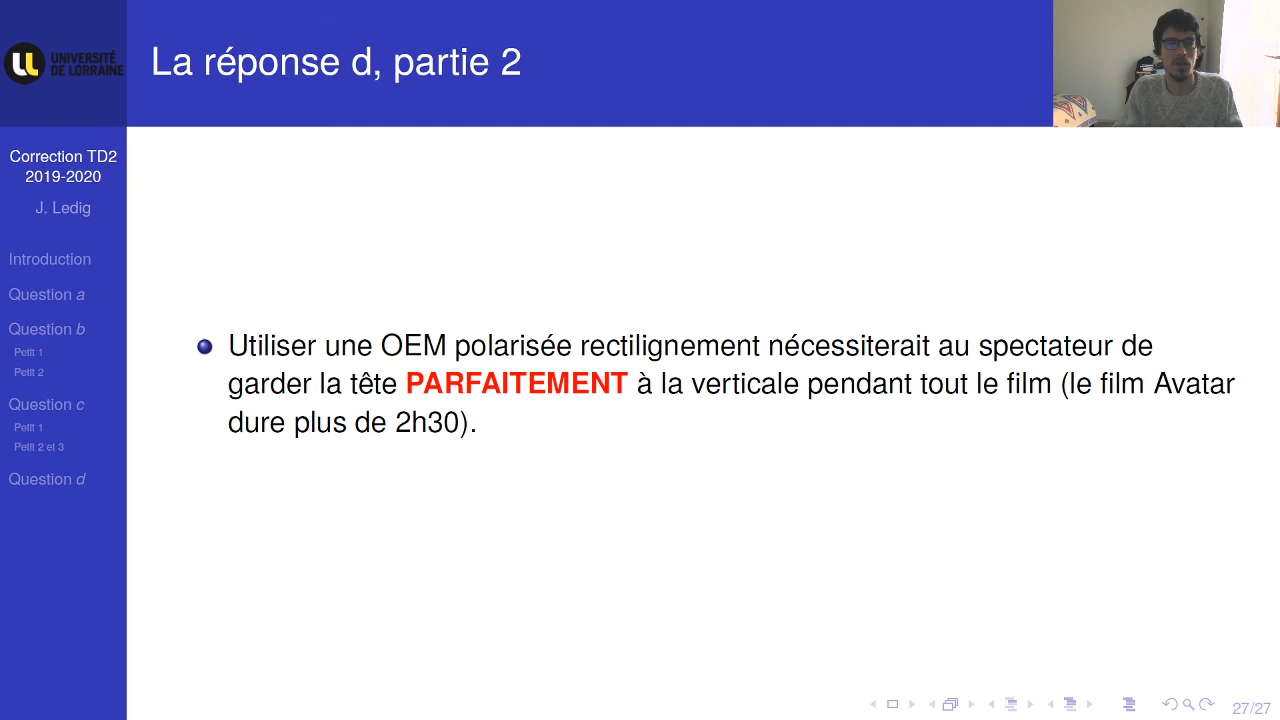 La réponse d, partie 2
UNIVERSITÉ
DE LORRAINE
Correction TD2
2019-2020
J. Ledig
Introduction
Question a
Question b
Petit 1
Petit 2
Question c
Petit 1
Petit 2 et 3
Question d
Utiliser une OEM polarisée rectilignement nécessiterait au spectateur de
garder la tête PARFAITEMENT à la verticale pendant tout le film (le film Avatar
dure plus de 2h30).
27/27